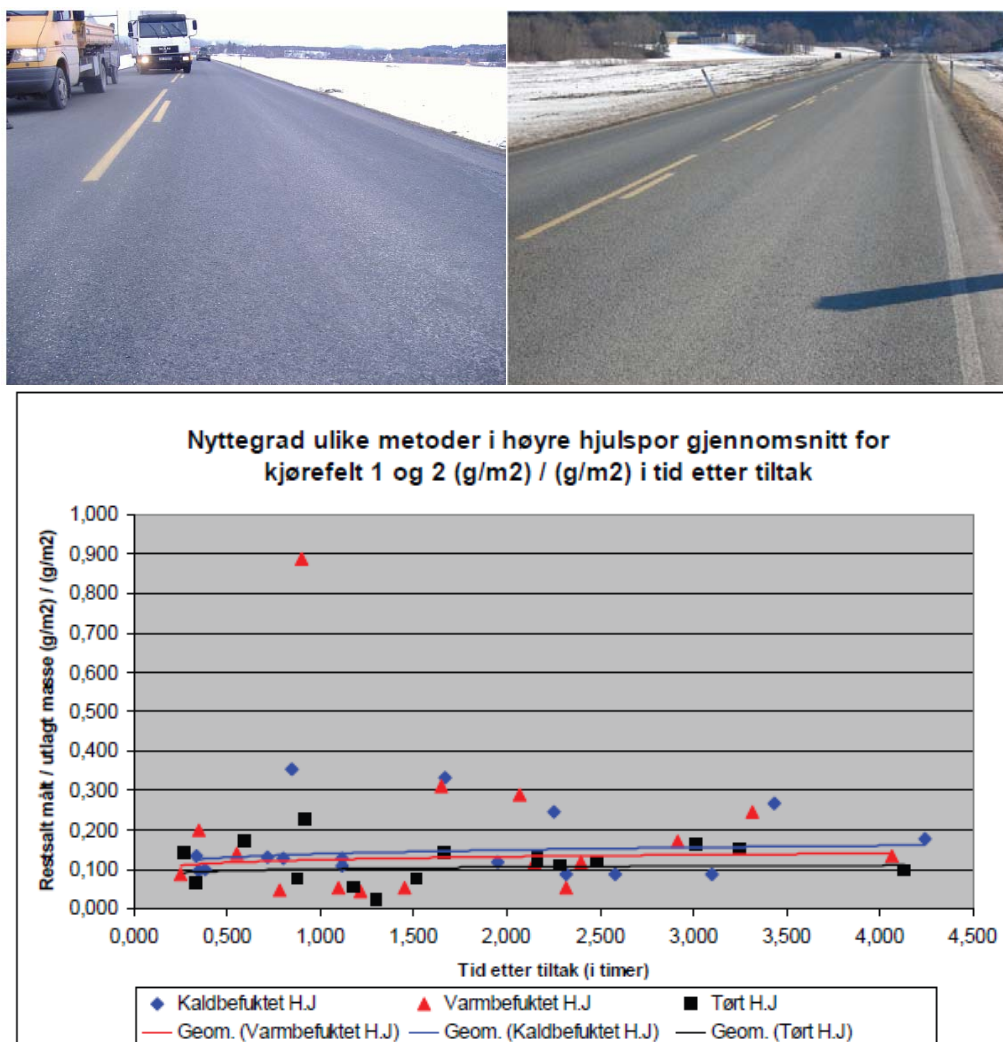 Nyttegrad ulike metoder i høyre hjulspor gjennomsnitt for
kjørefelt 1 og 2 (g/m2) / (g/m2) i tid etter tiltak
Restsalt målt / utlagt masse (g/m2) / (g/m2)
1,000
0,900
0,800
0,700
0,600
0,500
0,400
0,300
0,200
0,100
0,000
0,000 0,500 1,000 1,500 2,000 2,500 3,000 3,500 4,000 4,500
Tid etter tiltak (i timer)
Kaldbefuktet H.J Varmbefuktet H.J Tørt H.J
Geom. (Varmbefuktet H.J) Geom. (Kaldbefuktet H.J) Geom. (Tørt H.J)